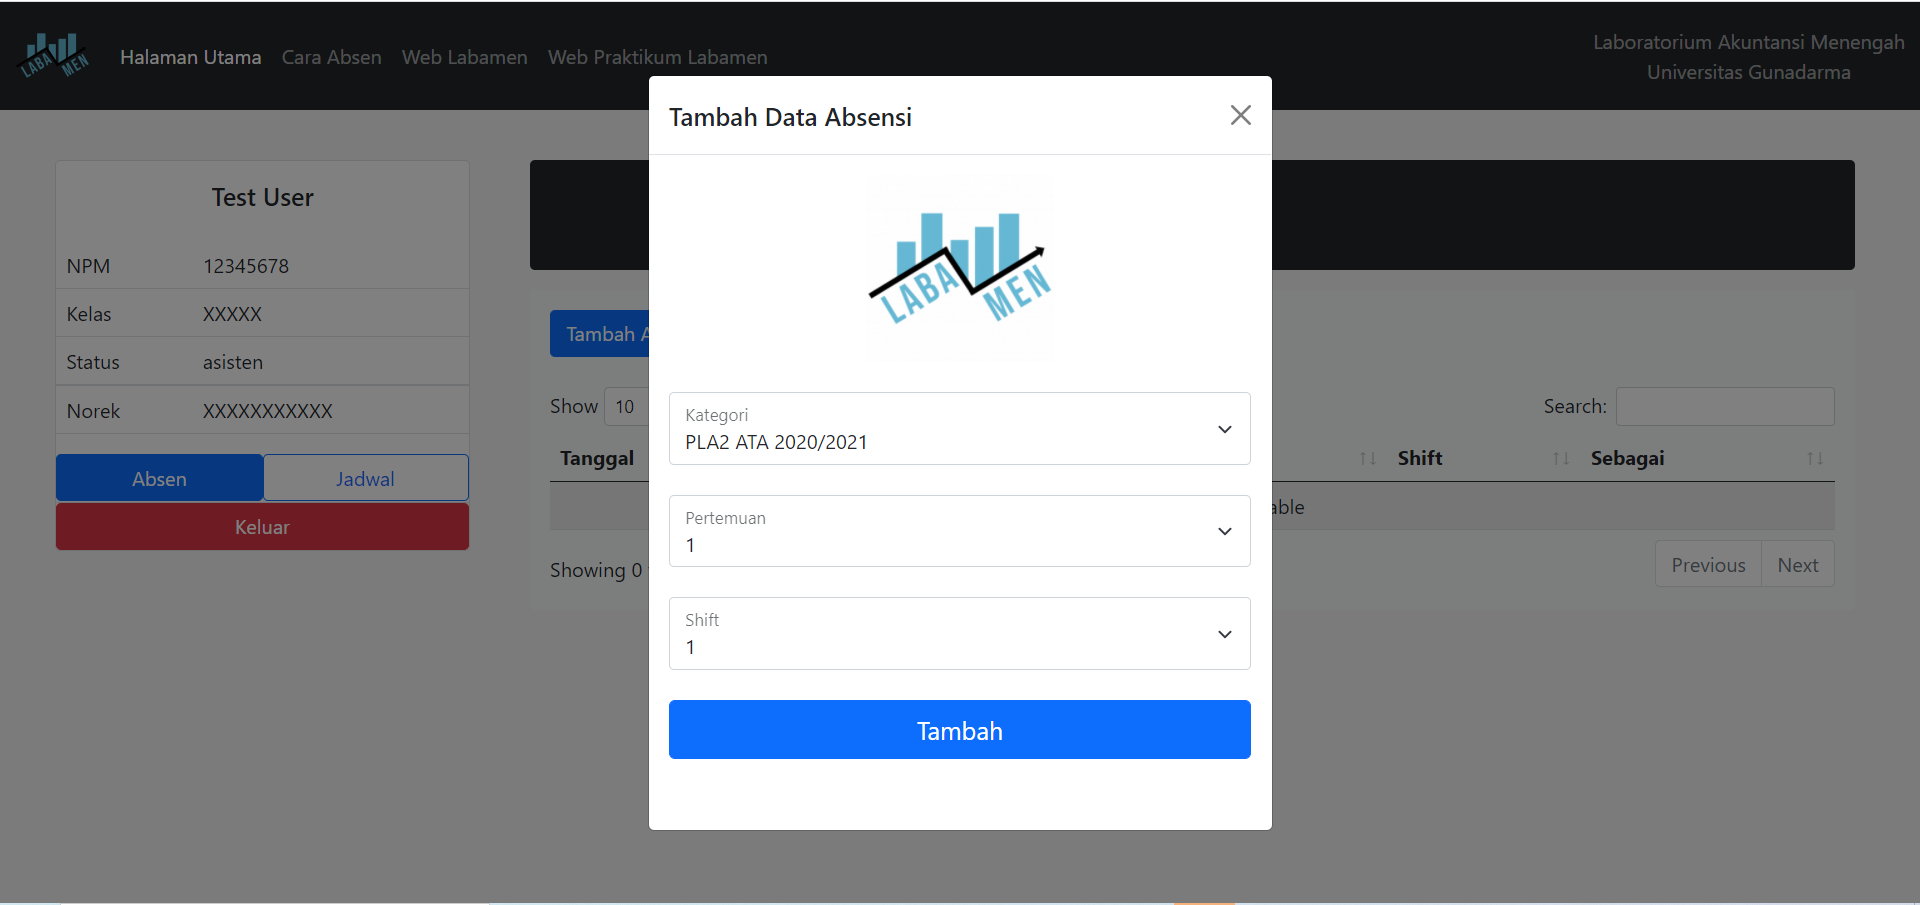 LABA MEN
Halaman Utama
Cara Absen
Web Labamen
Web Praktikum Labamen
Laboratorium Akuntansi Menengah
Universitas Gunadarma
Test User
NPM 12345678
Kelas XXXXX
Status asisten
Norek XXXXXXXXXXX
Absen
Jadwal
Keluar
Tambah Data Absensi
LABA MEN
Kategori
PLA2 ATA 2020/2021
Pertemuan
1
Shift
1
Tambah
Tambah
Show 10
Search:
Tanggal
Shift
Sebagai
Showing 0
Previous
Next